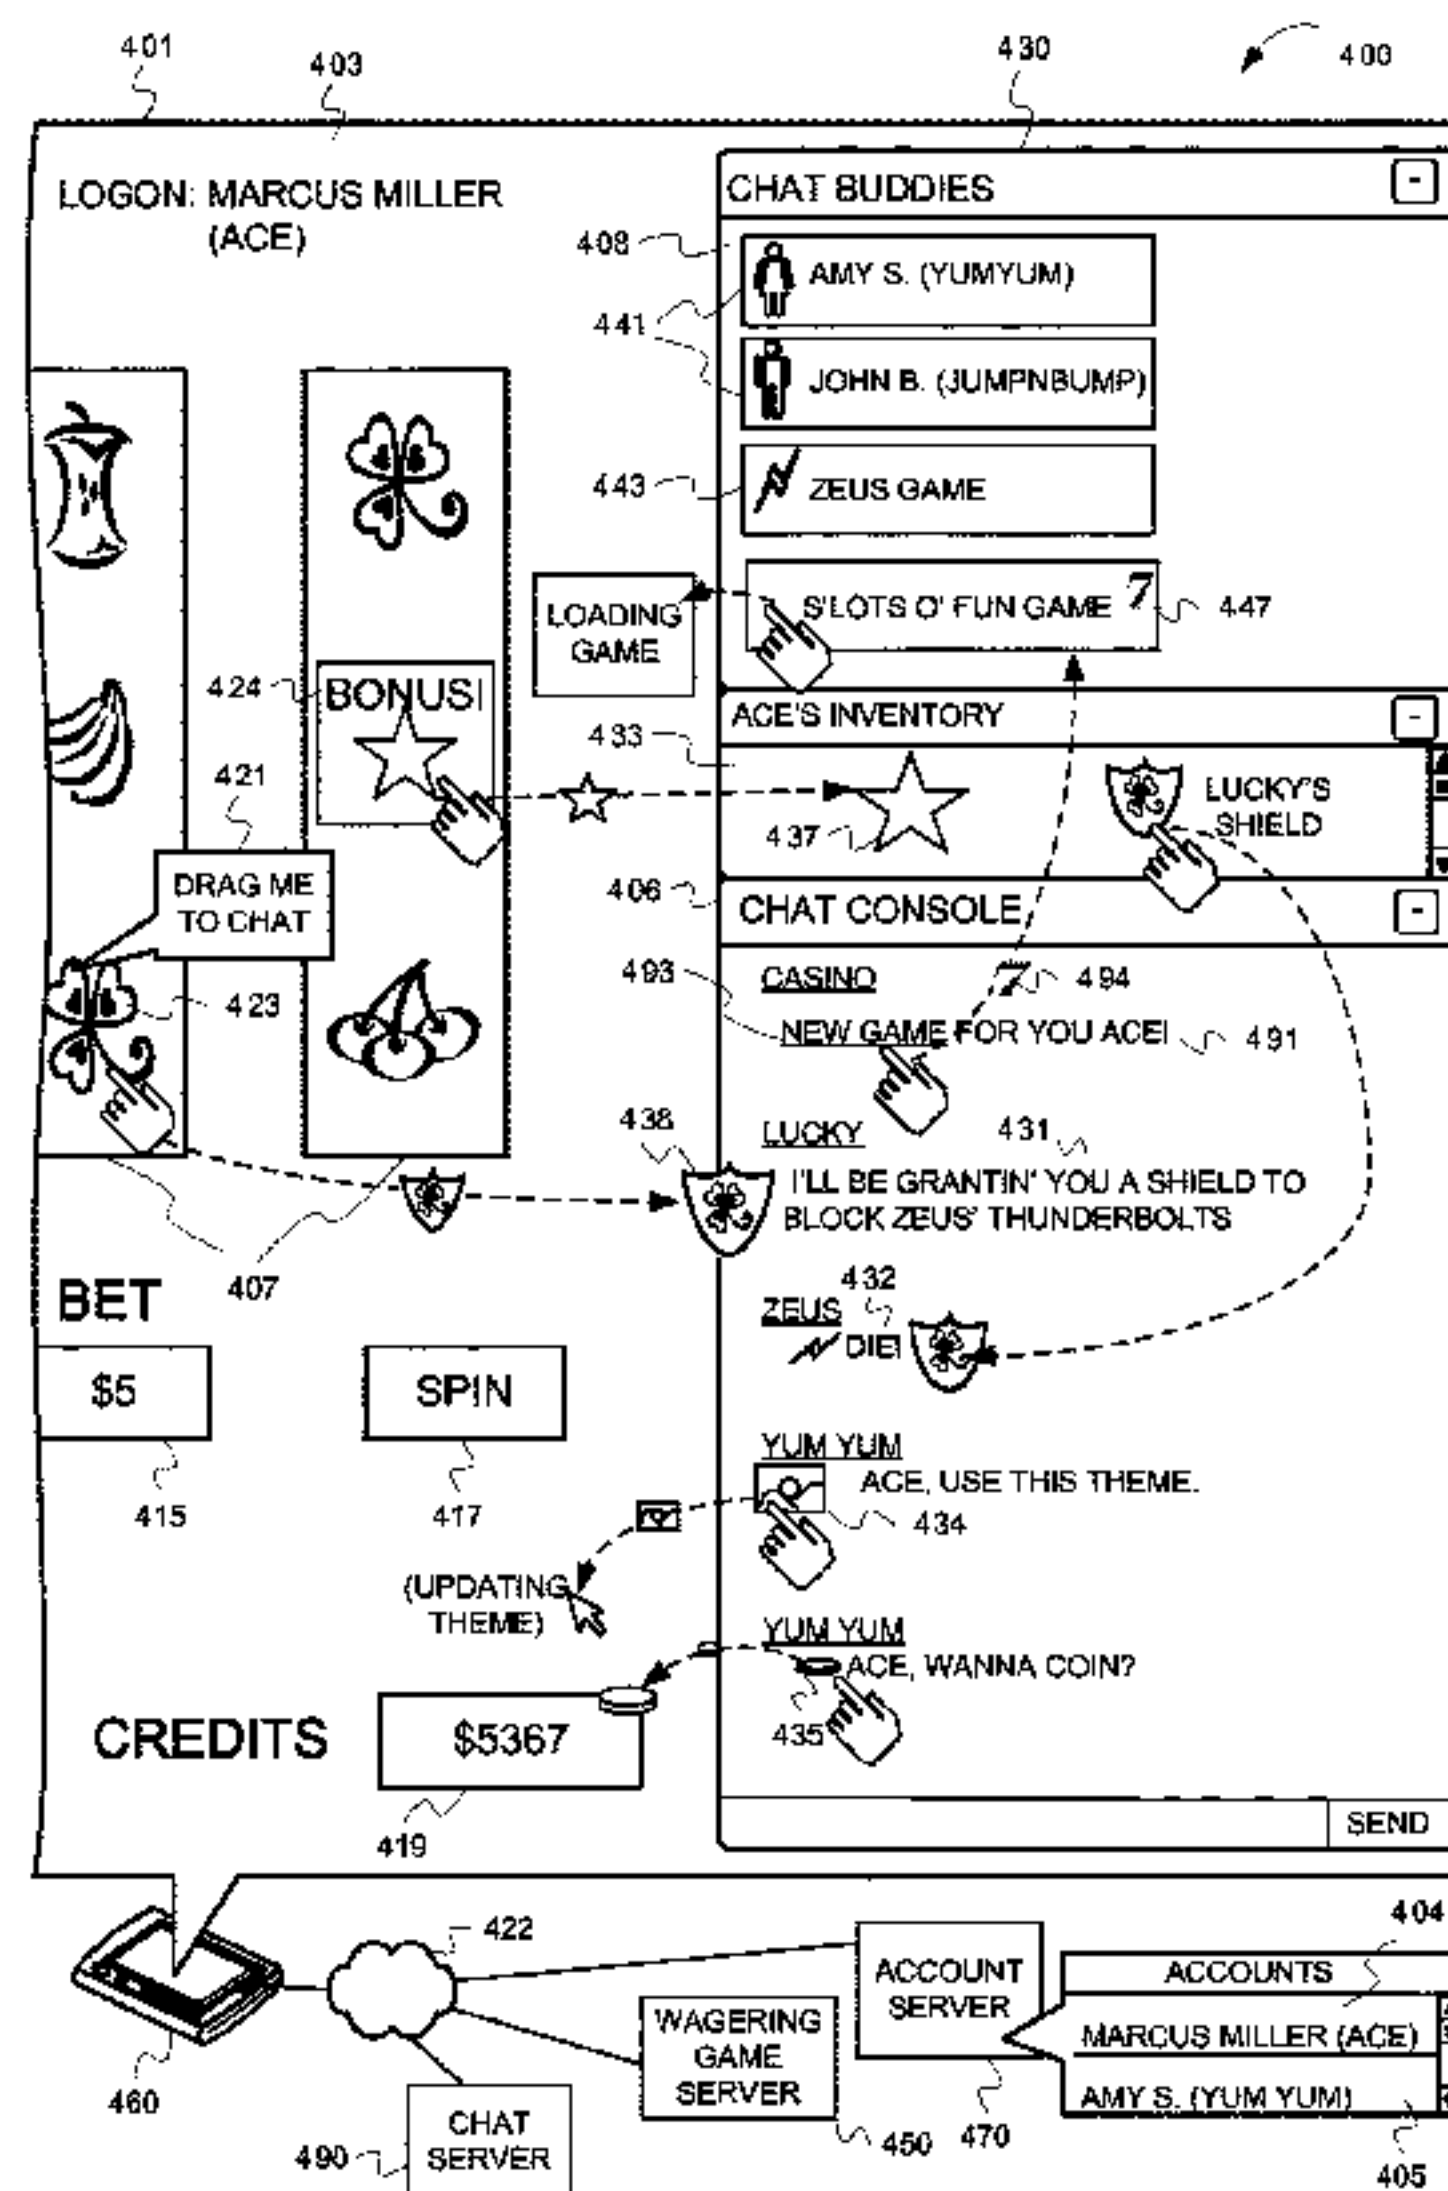 401
403
430
400
LOGON: MARCUS MILLER
(ACE)
CHAT BUDDIES
-
408
AMY S. (YUMYUM)
441
JOHN B. (JUMPNBUMP)
443
ZEUS GAME
LOADING
GAME
S'LOTS O' FUN GAME
7
447
424
BONUS!
ACE'S INVENTORY
-
433
421
437
LUCKY'S
SHIELD
DRAG ME
TO CHAT
406
CHAT CONSOLE
-
493
CASINO
7
494
423
NEW GAME FOR YOU ACE!
491
438
LUCKY
431
I'LL BE GRANTIN' YOU A SHIELD TO
BLOCK ZEUS' THUNDERBOLTS
407
BET
432
ZEUS
DIE!
$5
SPIN
415
417
YUM YUM
ACE, USE THIS THEME.
434
(UPDATING
THEME)
YUM YUM
ACE, WANNA COIN?
435
CREDITS
$5367
419
SEND
422
404
ACCOUNT
SERVER
ACCOUNTS
WAGERING
GAME
SERVER
MARCUS MILLER (ACE)
AMY S. (YUM YUM)
460
CHAT
SERVER
490
450
470
405